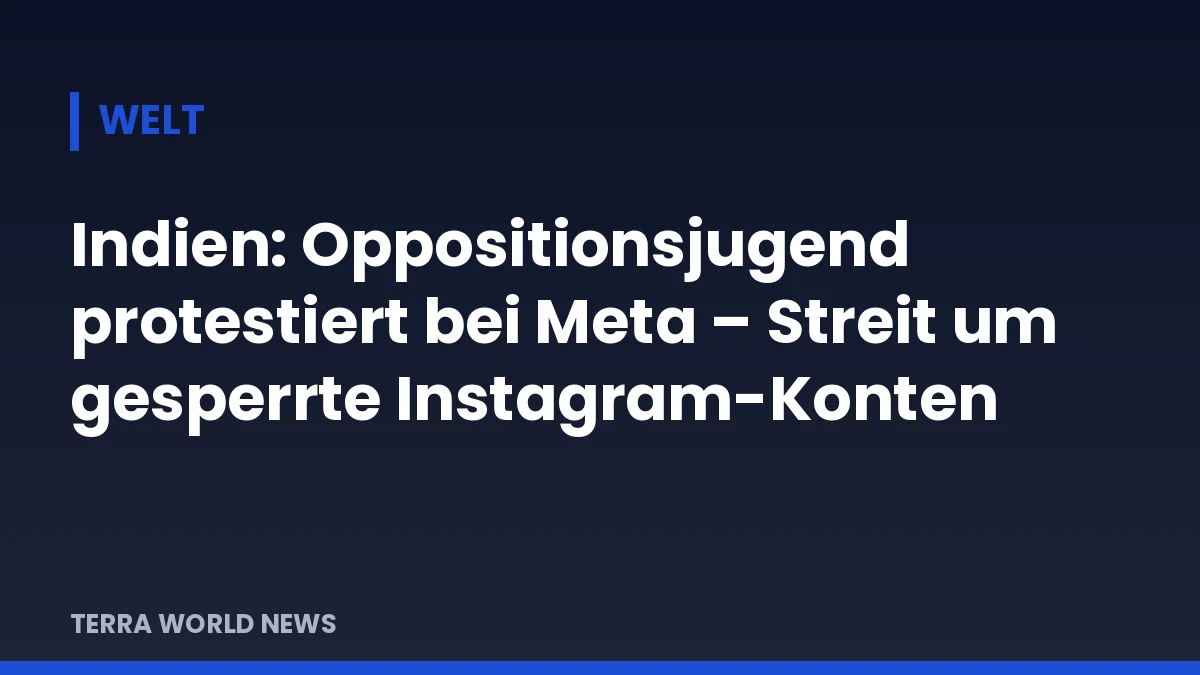 WELT
Indien: Oppositionsjugend
protestiert bei Meta – Streit um
gesperrte Instagram-Konten
TERRA WORLD NEWS